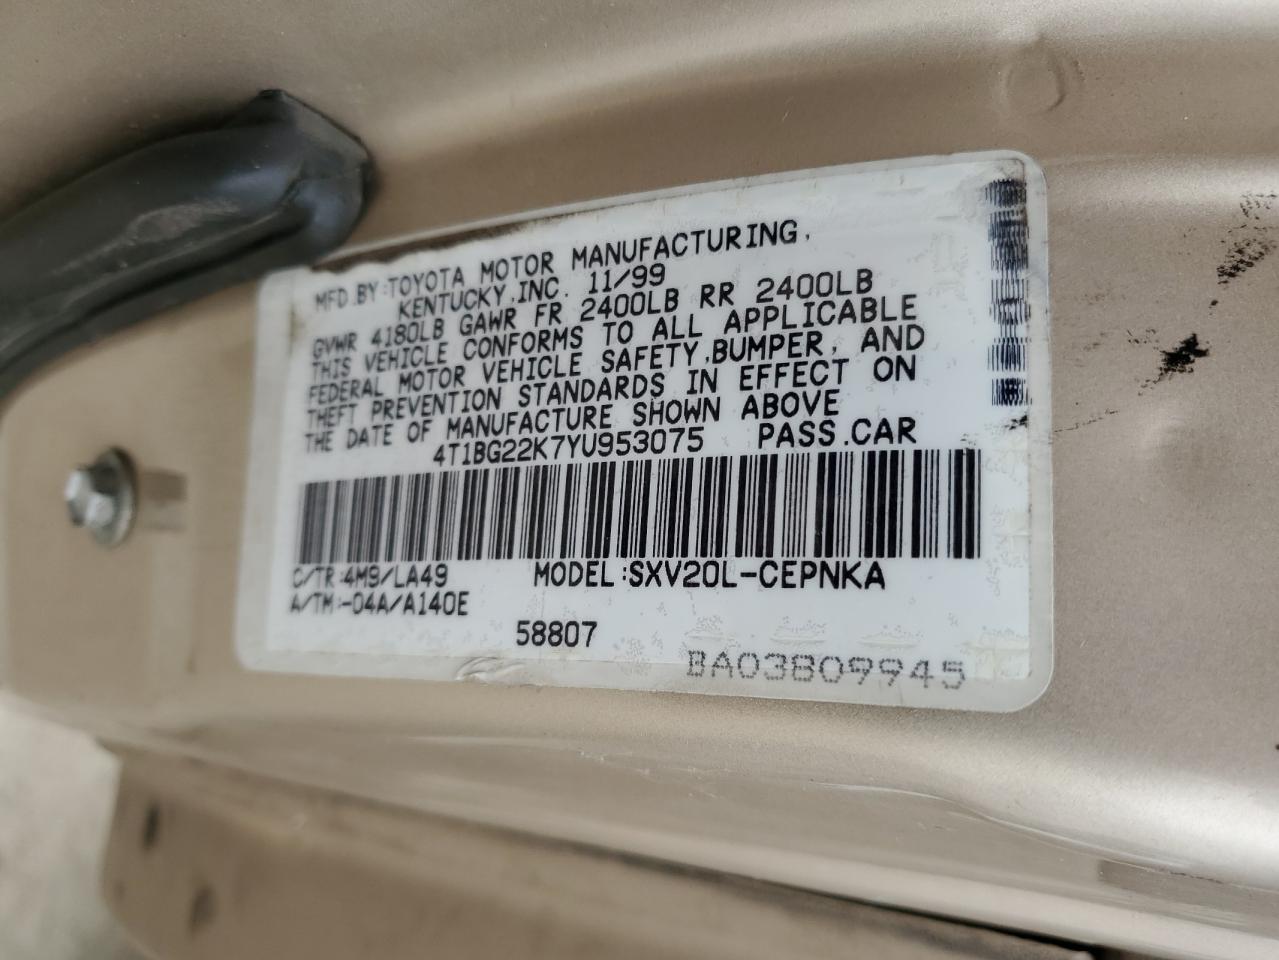 MFD.BY:TOYOTA MOTOR MANUFACTURING,
KENTUCKY,INC. 11/99
GVWR 4180LB GAWR FR 2400LB RR 2400LB
THIS VEHICLE CONFORMS TO ALL APPLICABLE
FEDERAL MOTOR VEHICLE SAFETY,BUMPER, AND
THEFT PREVENTION STANDARDS IN EFFECT ON
THE DATE OF MANUFACTURE SHOWN ABOVE
4T1BG22K7YU953075 PASS.CAR
C/TR:4M9/LA49 MODEL:SXV20L-CEPNKA
A/TM:-04A/A140E
58807
BA03809945